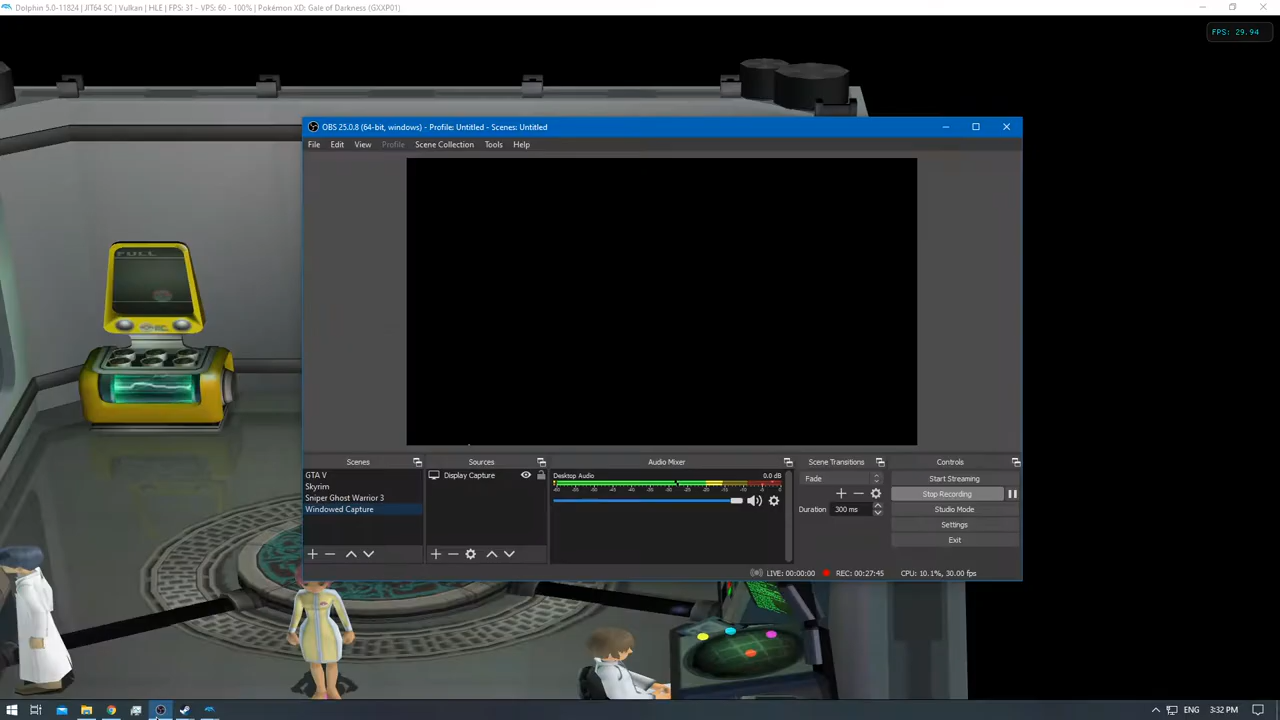 Dolphin 5.0-11824 | JIT64 SC | Vulkan | HLE | FPS: 31 - VPS: 60 - 100% | Pokémon XD: Gale of Darkness (GXXP01)
FPS: 29.94
FULL
OBS 25.0.8 (64-bit, windows) - Profile: Untitled - Scenes: Untitled
File Edit View Profile Scene Collection Tools Help
Scenes
GTA V
Skyrim
Sniper Ghost Warrior 3
Windowed Capture
Sources
Display Capture
Audio Mixer
Desktop Audio 0.0 dB
Scene Transitions
Fade
Duration 300 ms
Controls
Start Streaming
Stop Recording
Studio Mode
Settings
Exit
LIVE: 00:00:00 REC: 00:27:45 CPU: 10.1%, 30.00 fps
ENG 3:32 PM